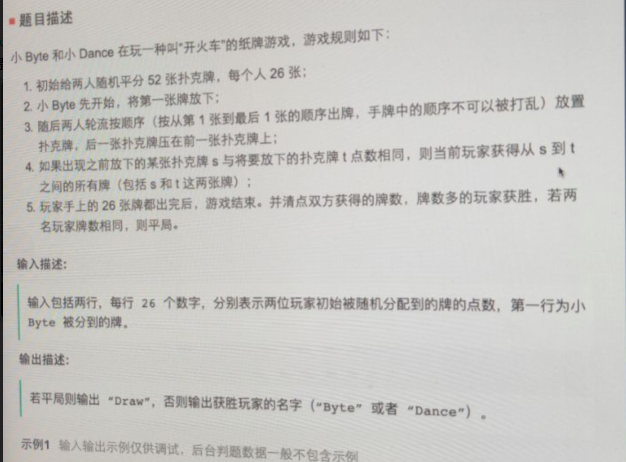 题目描述
小 Byte 和小 Dance 在玩一种叫“开火车”的纸牌游戏，游戏规则如下：
1. 初始给两人随机平分 52 张扑克牌，每个人 26 张；
2. 小 Byte 先开始，将第一张牌放下；
3. 随后两人轮流按顺序（按从第 1 张到最后 1 张的顺序出牌，手牌中的顺序不可以被打乱）放置
扑克牌，后一张扑克牌压在前一张扑克牌上；
4. 如果出现之前放下的某张扑克牌 s 与将要放下的扑克牌 t 点数相同，则当前玩家获得从 s 到 t
之间的所有牌（包括 s 和 t 这两张牌）；
5. 玩家手上的 26 张牌都出完后，游戏结束。并清点双方获得的牌数，牌数多的玩家获胜，若两
名玩家牌数相同，则平局。
输入描述:
输入包括两行，每行 26 个数字，分别表示两位玩家初始被随机分配到的牌的点数，第一行为小
Byte 被分到的牌。
输出描述:
若平局则输出 “Draw”，否则输出获胜玩家的名字（“Byte” 或者 “Dance”）。
示例1 输入输出示例仅供调试，后台判题数据一般不包含示例